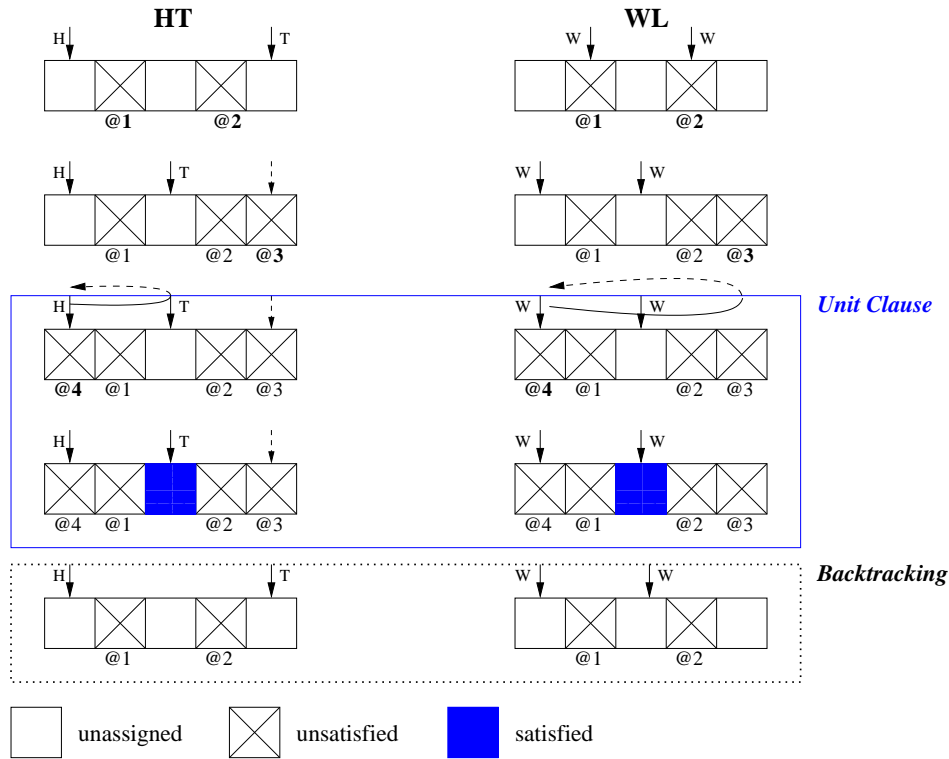 HT WL
H T W W
@1 @2 @1 @2
H T W W
@1 @2 @3 @1 @2 @3
H T W W Unit Clause
@4 @1 @2 @3 @4 @1 @2 @3
H T W W
@4 @1 @2 @3 @4 @1 @2 @3
H T W W Backtracking
@1 @2 @1 @2
unassigned unsatisfied satisfied